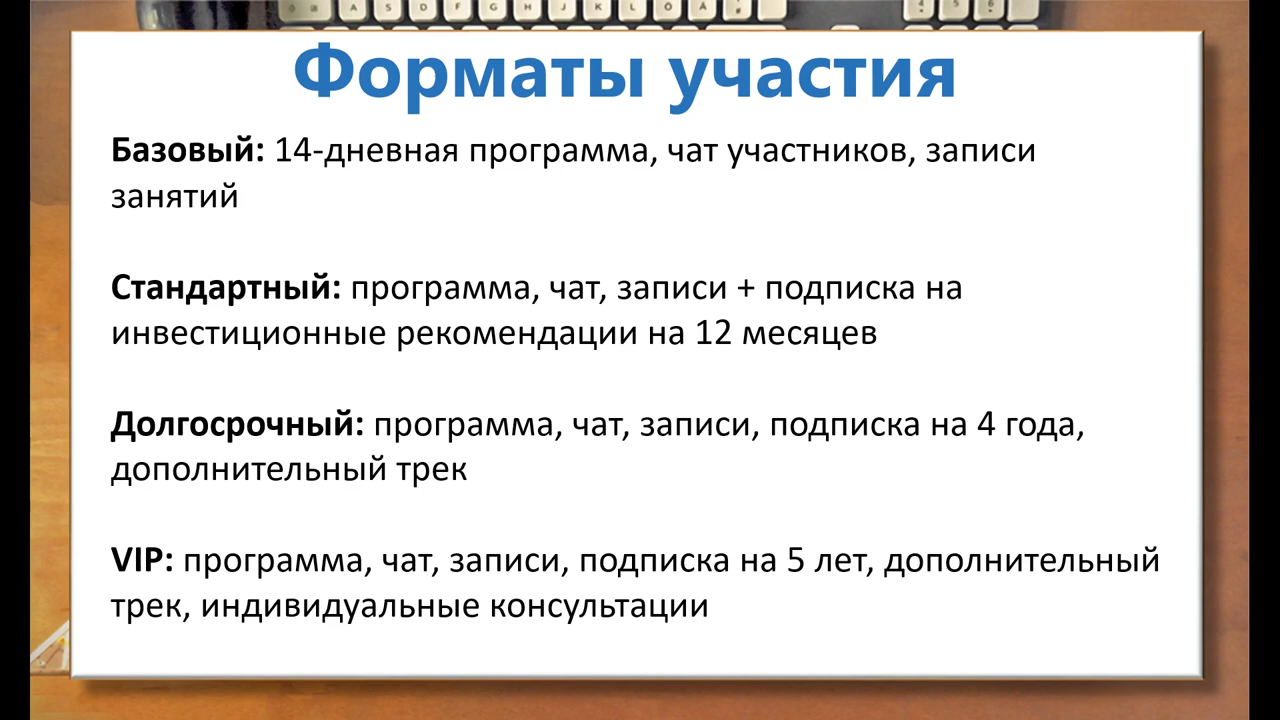 Форматы участия
Базовый: 14-дневная программа, чат участников, записи
занятий
Стандартный: программа, чат, записи + подписка на
инвестиционные рекомендации на 12 месяцев
Долгосрочный: программа, чат, записи, подписка на 4 года,
дополнительный трек
VIP: программа, чат, записи, подписка на 5 лет, дополнительный
трек, индивидуальные консультации